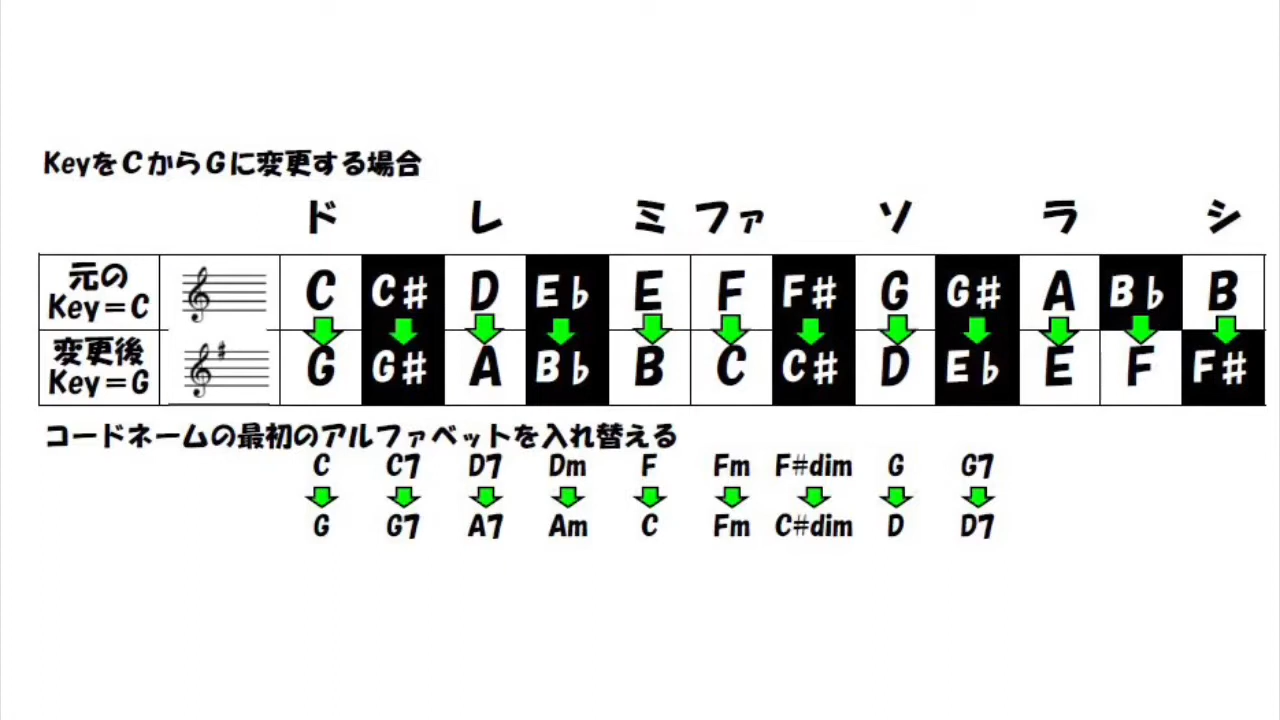 KeyをCからGに変更する場合
ド レ ミ ファ ソ ラ シ
元の Key=C C C♯ D E♭ E F F♯ G G♯ A B♭ B
変更後 Key=G G G♯ A B♭ B C C♯ D E♭ E F F♯
コードネームの最初のアルファベットを入れ替える
C C7 D7 Dm F Fm F#dim G G7
G G7 A7 Am C Fm C#dim D D7